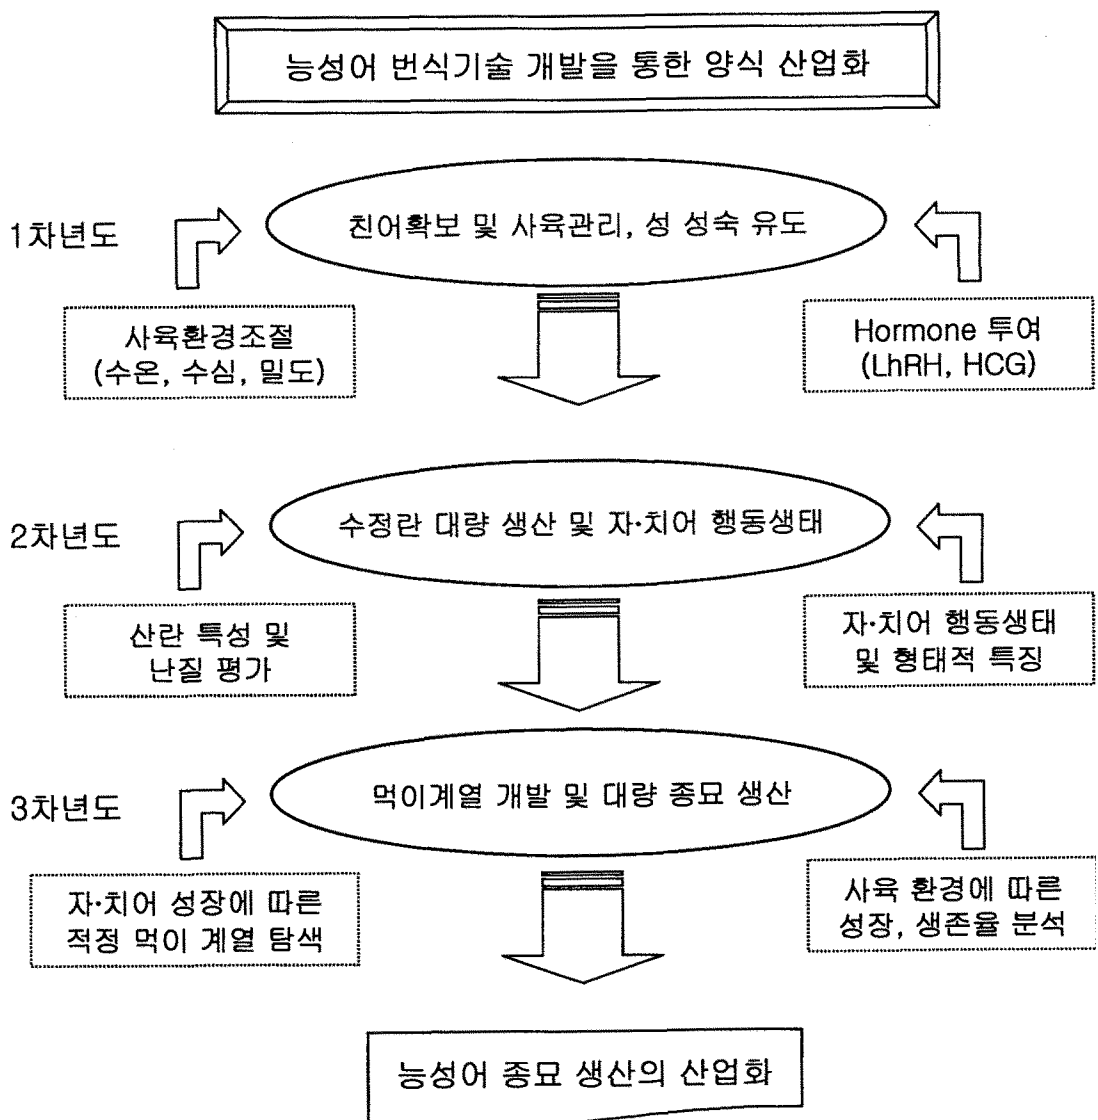 능성어 번식기술 개발을 통한 양식 산업화
1차년도
친어확보 및 사육관리, 성 성숙 유도
사육환경조절
(수온, 수심, 밀도)
Hormone 투여
(LhRH, HCG)
2차년도
수정란 대량 생산 및 자·치어 행동생태
산란 특성 및
난질 평가
자·치어 행동생태
및 형태적 특징
3차년도
먹이계열 개발 및 대량 종묘 생산
자·치어 성장에 따른
적정 먹이 계열 탐색
사육 환경에 따른
성장, 생존율 분석
능성어 종묘 생산의 산업화